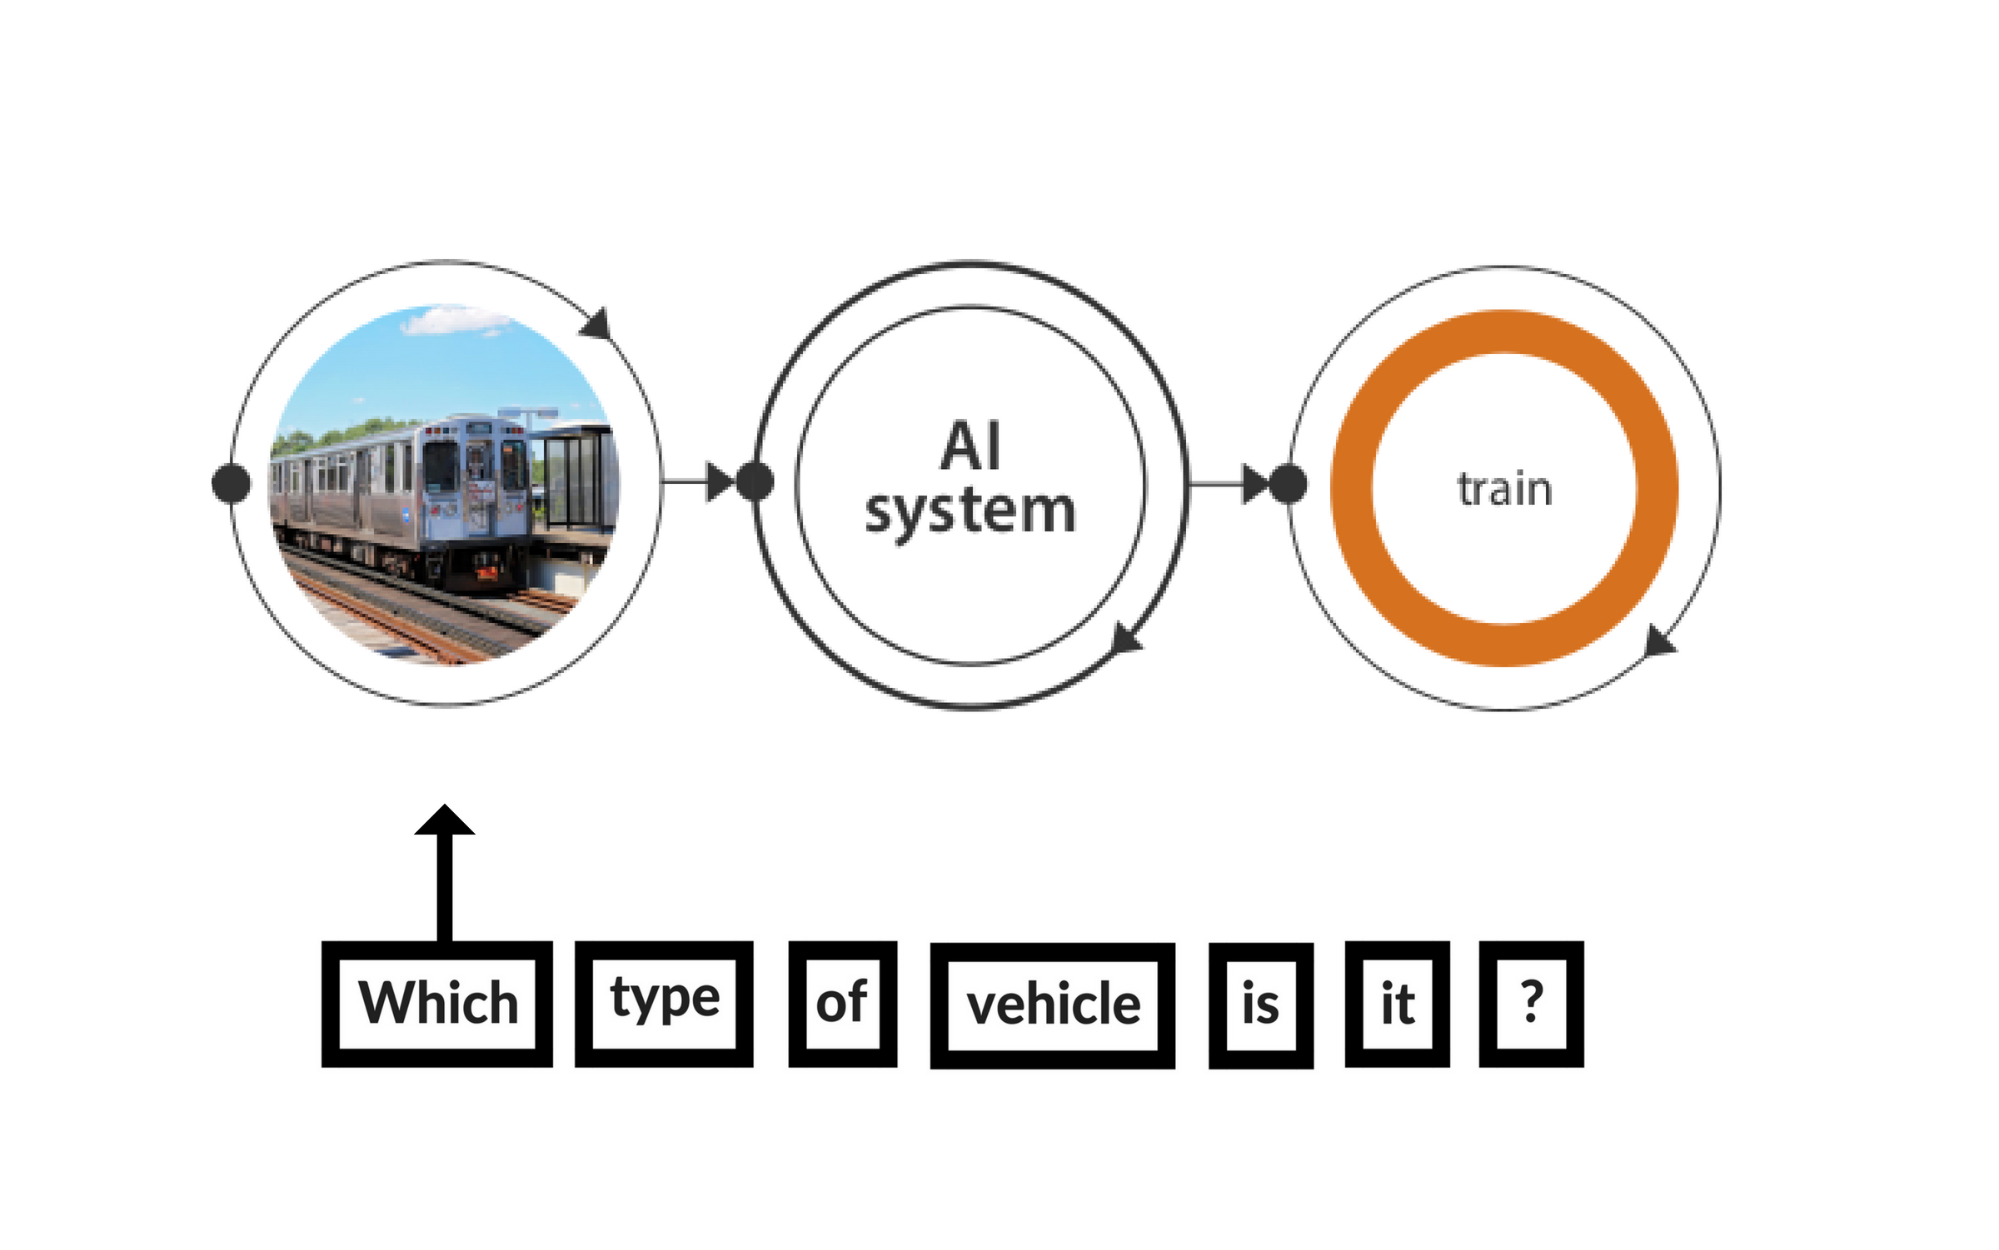 AI
system
train
Which type of vehicle is it ?